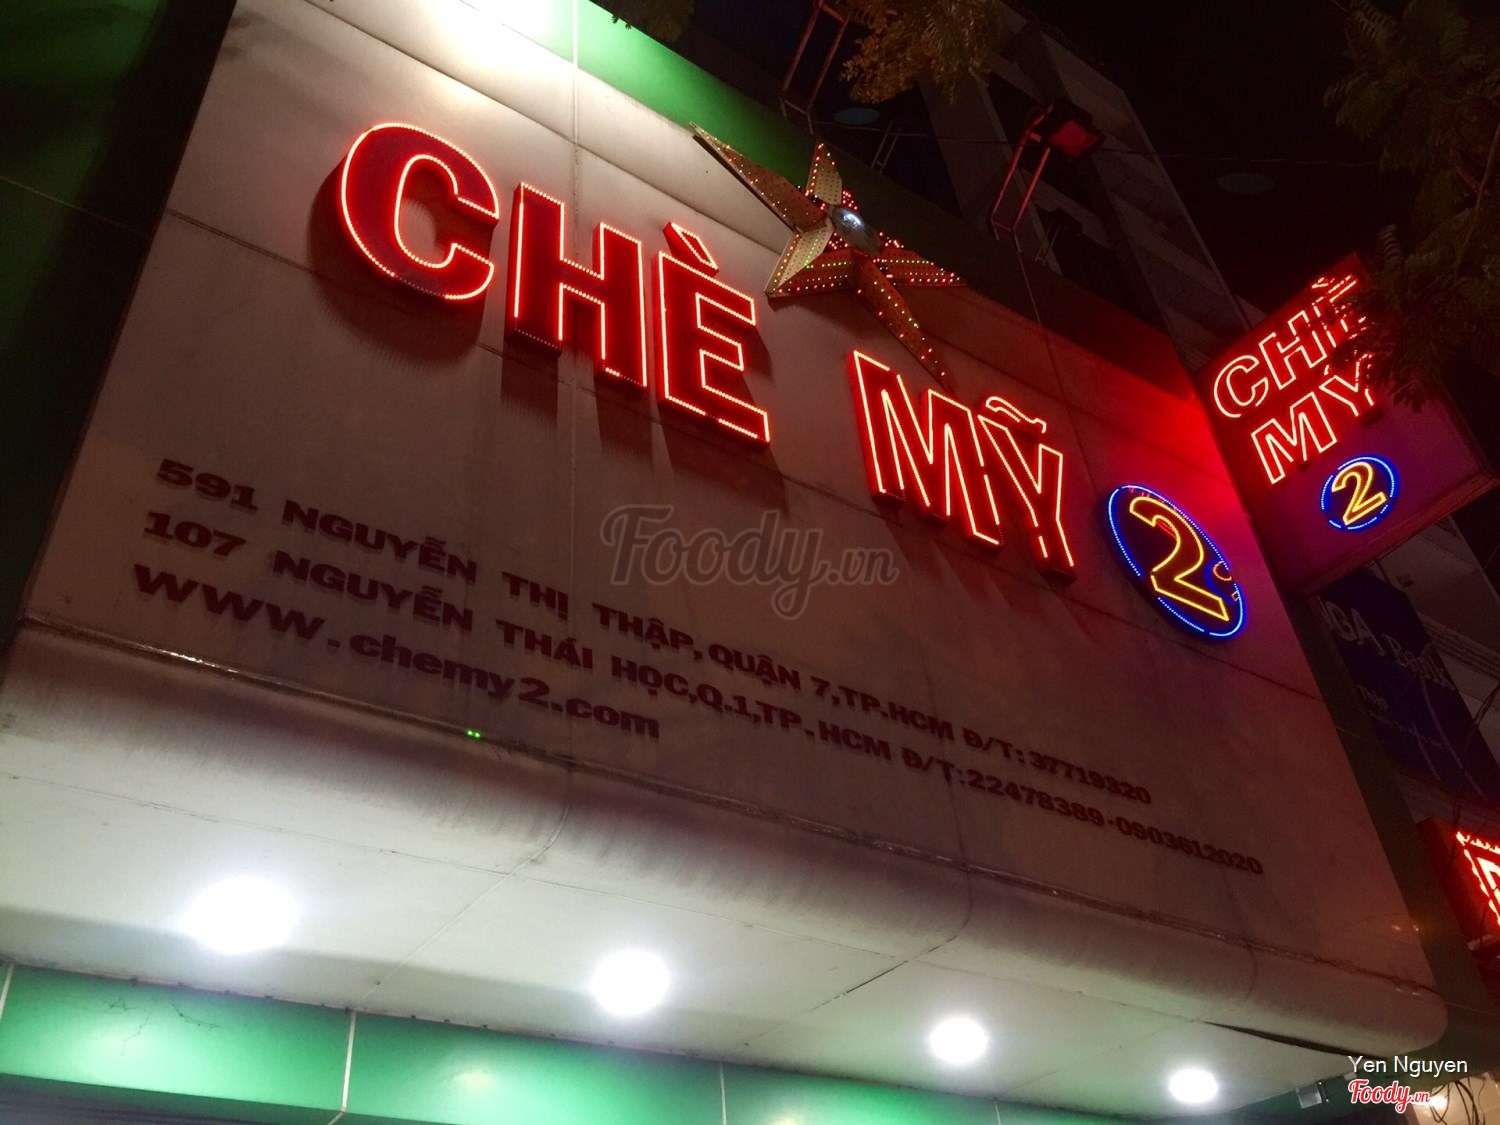 CHÈ MỸ 2
CHÈ
MỸ
2
591 NGUYỄN THỊ THẬP, QUẬN 7,TP.HCM Đ/T: 37719320
107 NGUYỄN THÁI HỌC,Q.1,TP.HCM Đ/T:22478389-0903612020
www.chemy2.com
Foody.vn
Yen Nguyen
Foody.vn